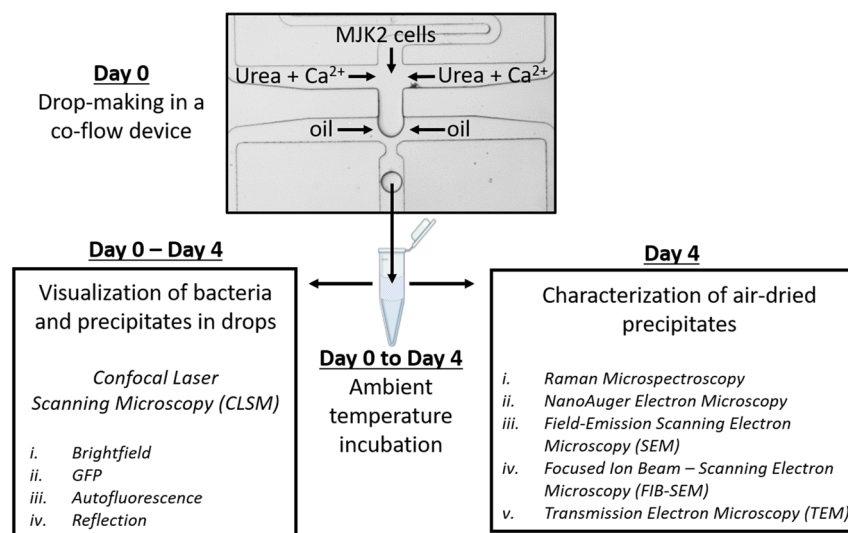 MJK2 cells
Day 0
Drop-making in a
co-flow device
Urea + Ca²⁺
Urea + Ca²⁺
oil
oil
Day 0 – Day 4
Visualization of bacteria
and precipitates in drops
Confocal Laser
Scanning Microscopy (CLSM)
i. Brightfield
ii. GFP
iii. Autofluorescence
iv. Reflection
Day 0 to Day 4
Ambient
temperature
incubation
Day 4
Characterization of air-dried
precipitates
i. Raman Microspectroscopy
ii. NanoAuger Electron Microscopy
iii. Field-Emission Scanning Electron
Microscopy (SEM)
iv. Focused Ion Beam – Scanning Electron
Microscopy (FIB-SEM)
v. Transmission Electron Microscopy (TEM)